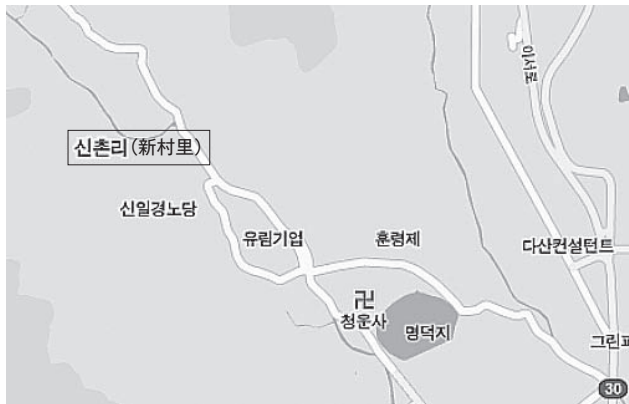 이서로
신촌리(新村里)
신일경노당
유림기업
훈령제
다산컨설턴트
卍
청운사
명덕지
그린파
30